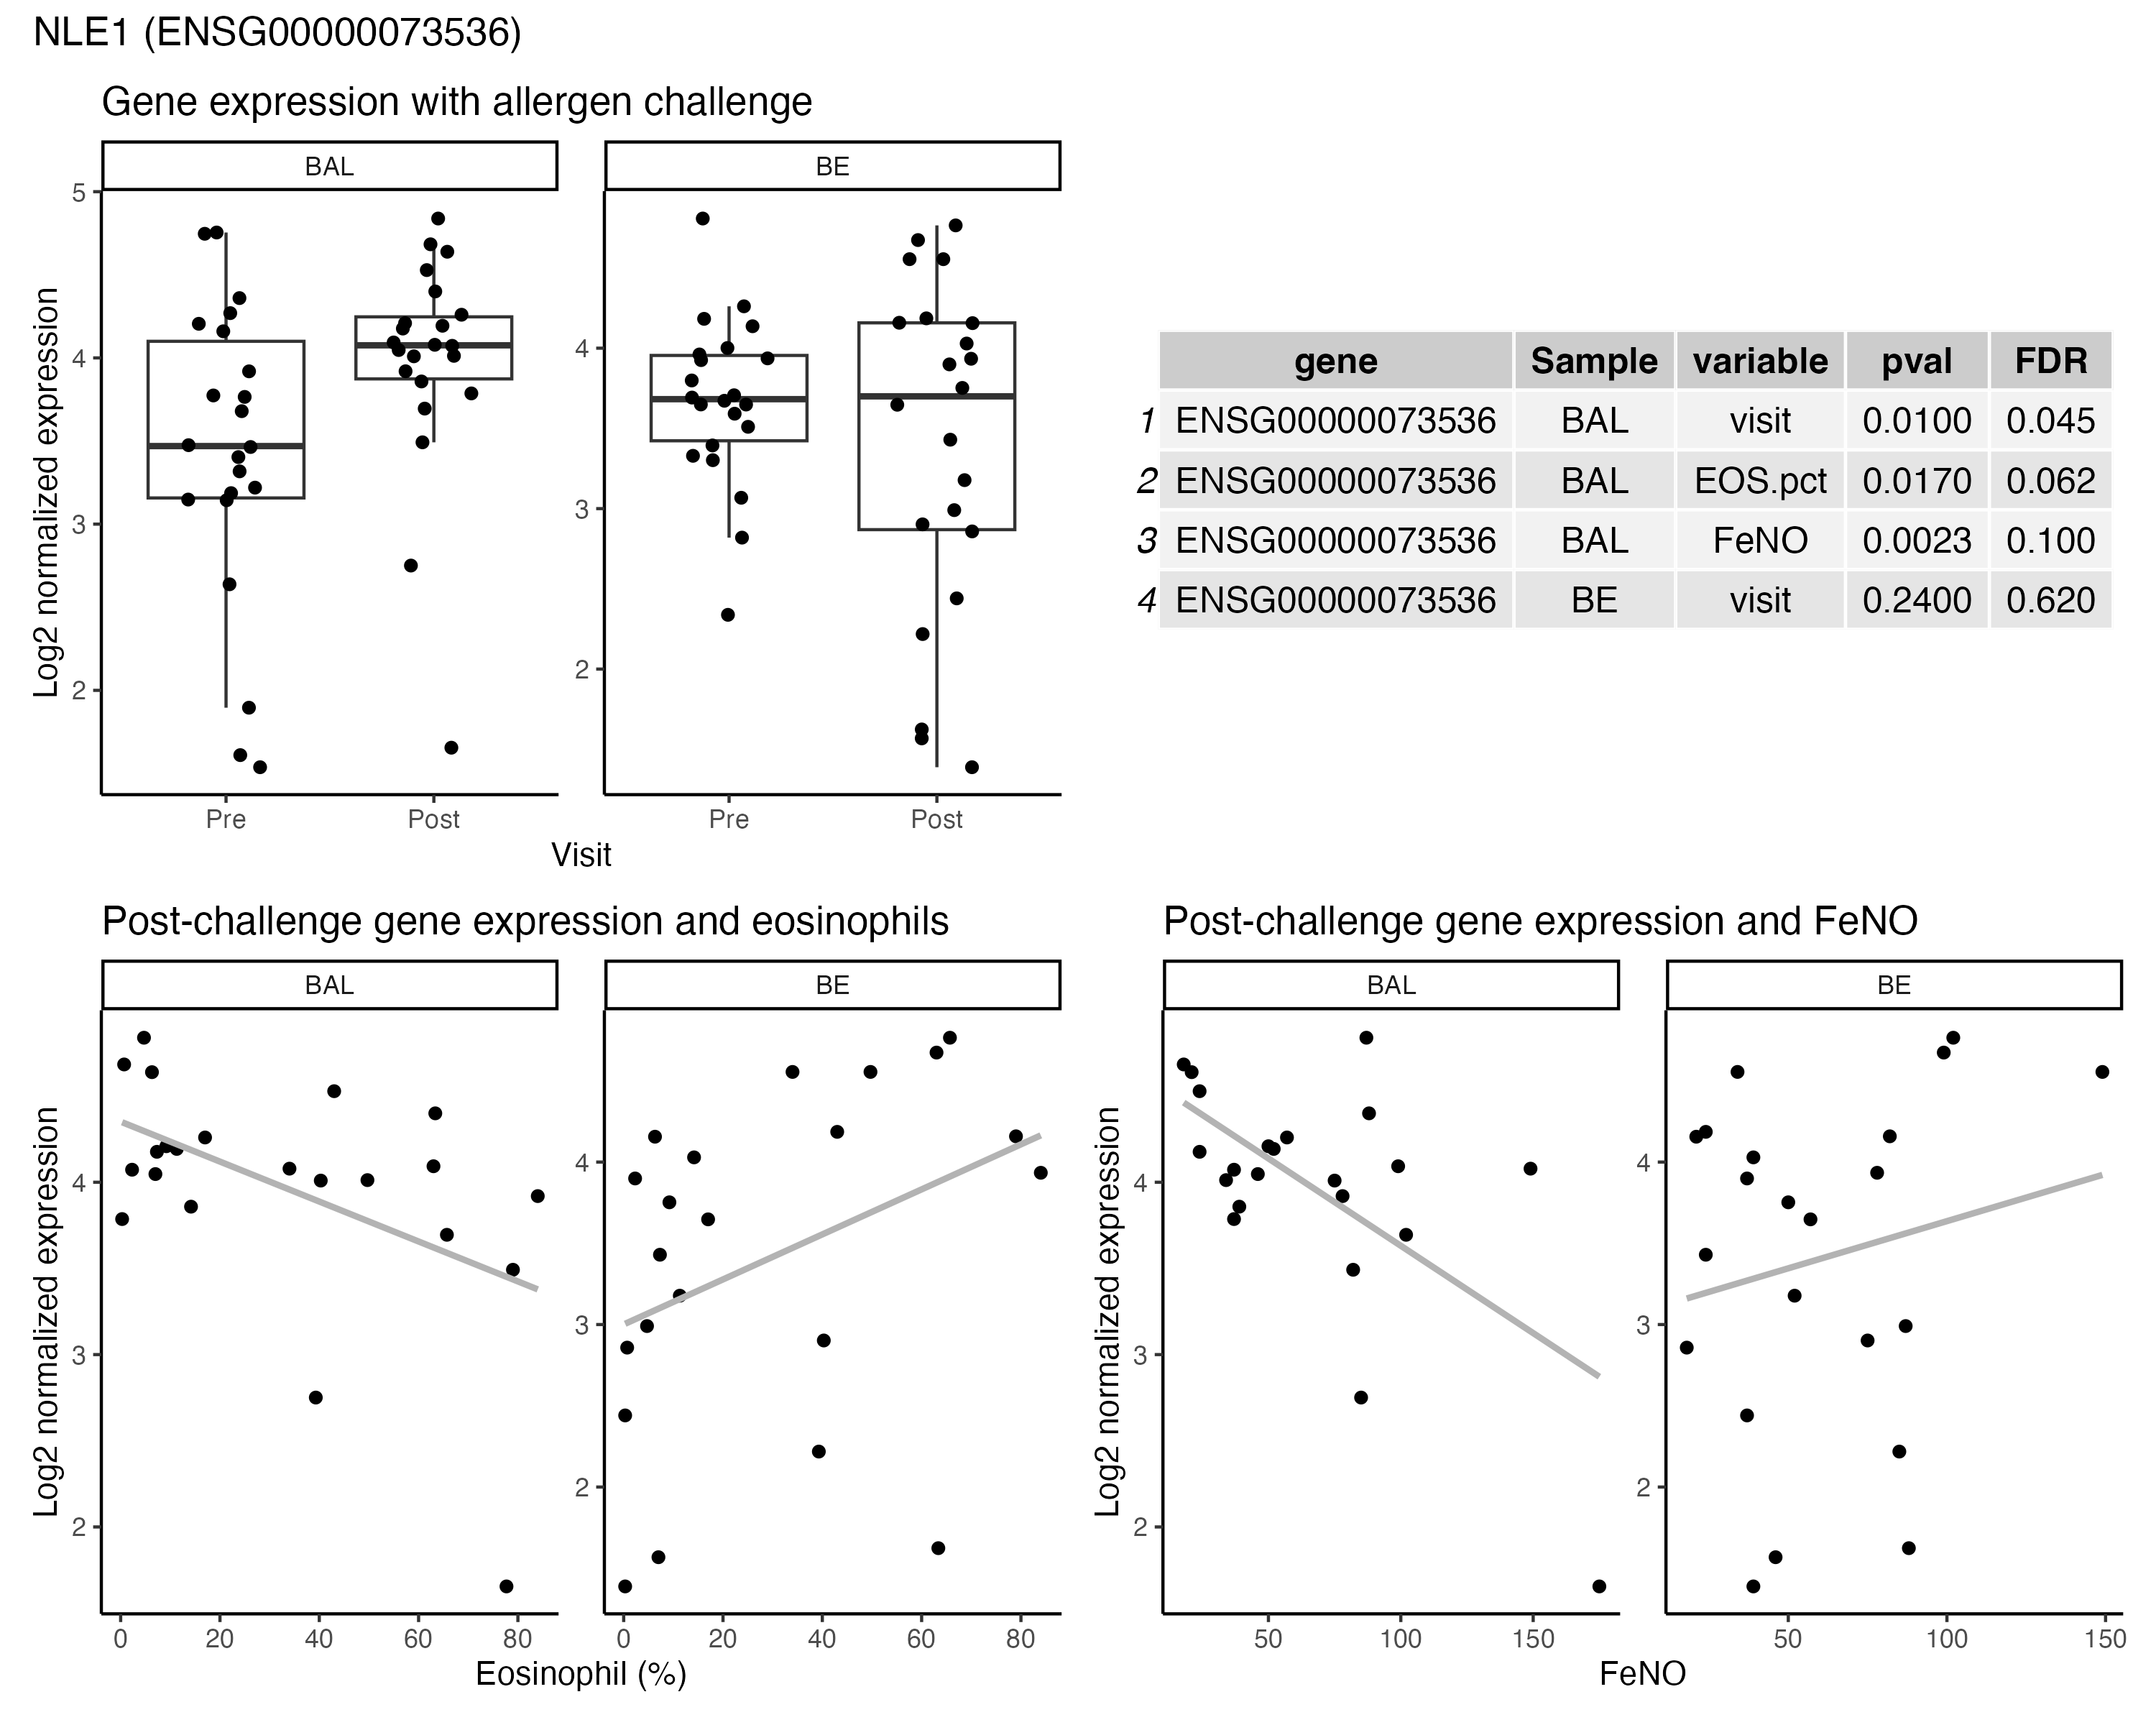 NLE1 (ENSG00000073536)
Gene expression with allergen challenge
BAL BE
Log2 normalized expression
5
4
3
2
4
3
2
Pre Post Pre Post
Visit
gene Sample variable pval FDR
1 ENSG00000073536 BAL visit 0.0100 0.045
2 ENSG00000073536 BAL EOS.pct 0.0170 0.062
3 ENSG00000073536 BAL FeNO 0.0023 0.100
4 ENSG00000073536 BE visit 0.2400 0.620
Post-challenge gene expression and eosinophils
BAL BE
Log2 normalized expression
4
3
2
4
3
2
0 20 40 60 80 0 20 40 60 80
Eosinophil (%)
Post-challenge gene expression and FeNO
BAL BE
Log2 normalized expression
4
3
2
4
3
2
50 100 150 50 100 150
FeNO